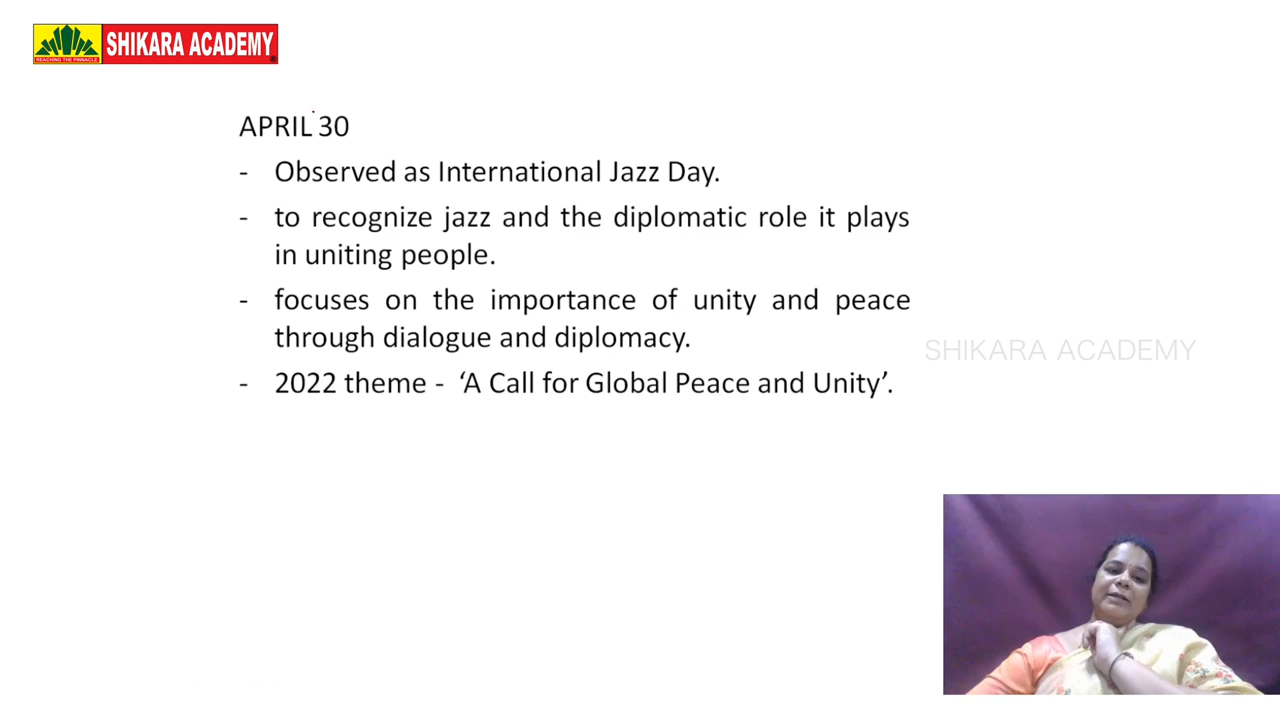 SHIKARA ACADEMY
REACHING THE PINNACLE
APRIL 30
- Observed as International Jazz Day.
- to recognize jazz and the diplomatic role it plays
in uniting people.
- focuses on the importance of unity and peace
through dialogue and diplomacy.
SHIKARA ACADEMY
- 2022 theme - ‘A Call for Global Peace and Unity’.